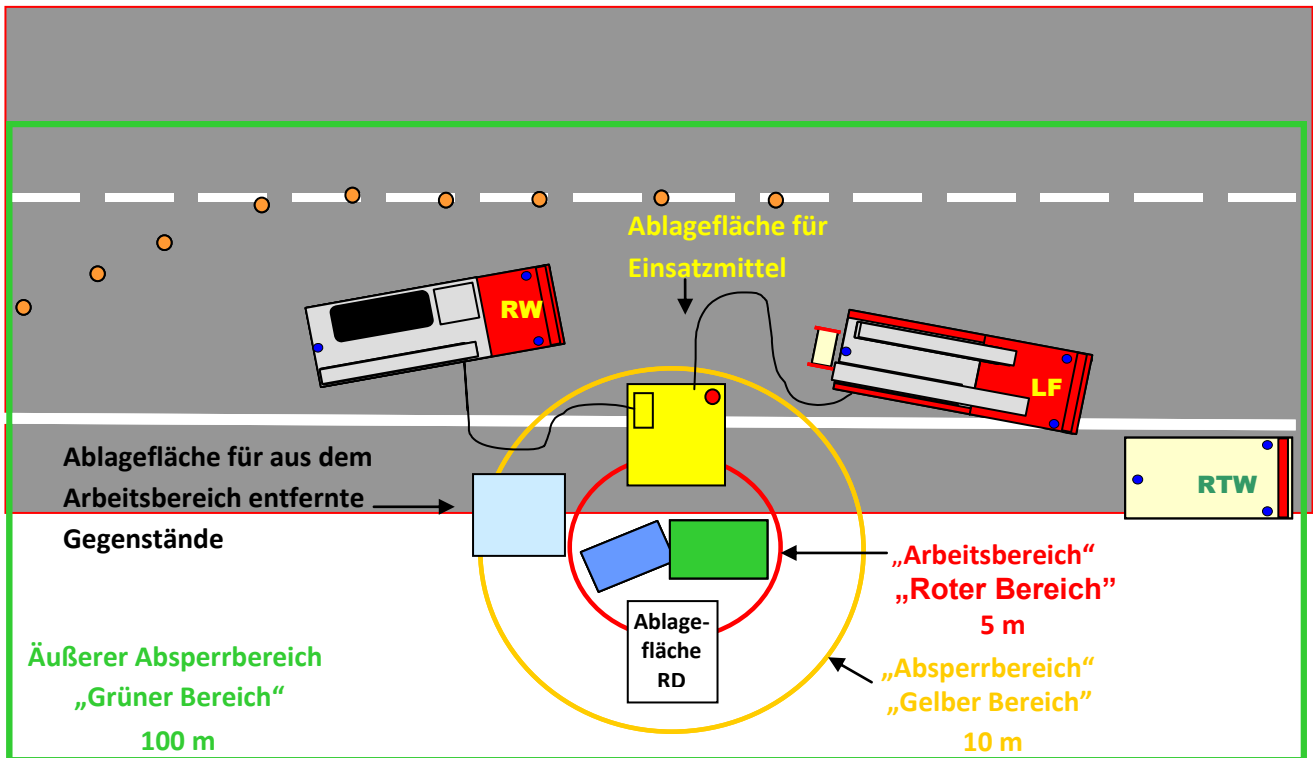 Ablagefläche für
Einsatzmittel
RW
LF
RTW
Ablagefläche für aus dem
Arbeitsbereich entfernte
Gegenstände
Ablage-
fläche
RD
„Arbeitsbereich“
„Roter Bereich”
5 m
Äußerer Absperrbereich
„Grüner Bereich“
100 m
„Absperrbereich“
„Gelber Bereich”
10 m